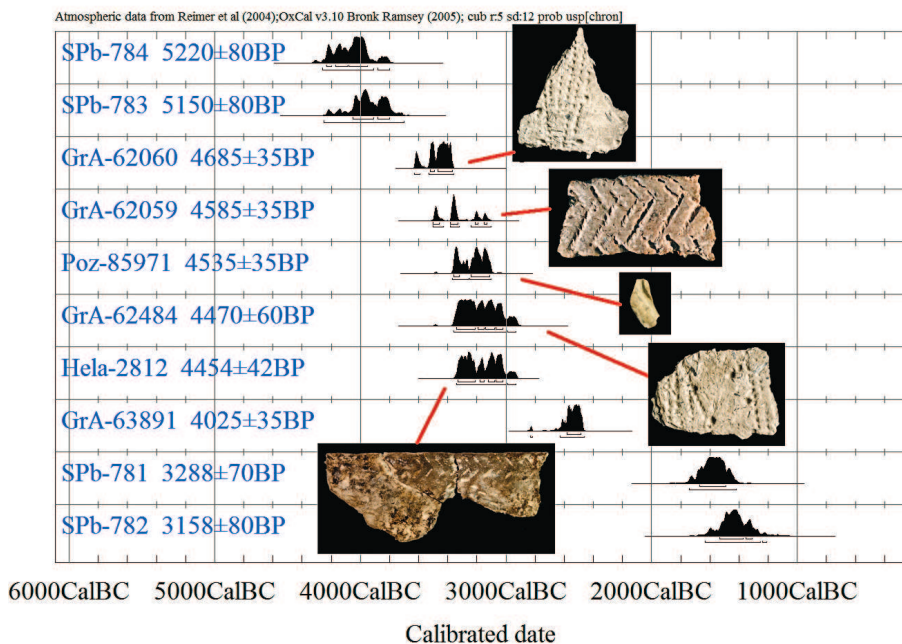 Atmospheric data from Reimer et al (2004);OxCal v3.10 Bronk Ramsey (2005); cub r:5 sd:12 prob usp[chron]
SPb-784 5220±80BP
SPb-783 5150±80BP
GrA-62060 4685±35BP
GrA-62059 4585±35BP
Poz-85971 4535±35BP
GrA-62484 4470±60BP
Hela-2812 4454±42BP
GrA-63891 4025±35BP
SPb-781 3288±70BP
SPb-782 3158±80BP
6000CalBC 5000CalBC 4000CalBC 3000CalBC 2000CalBC 1000CalBC
Calibrated date